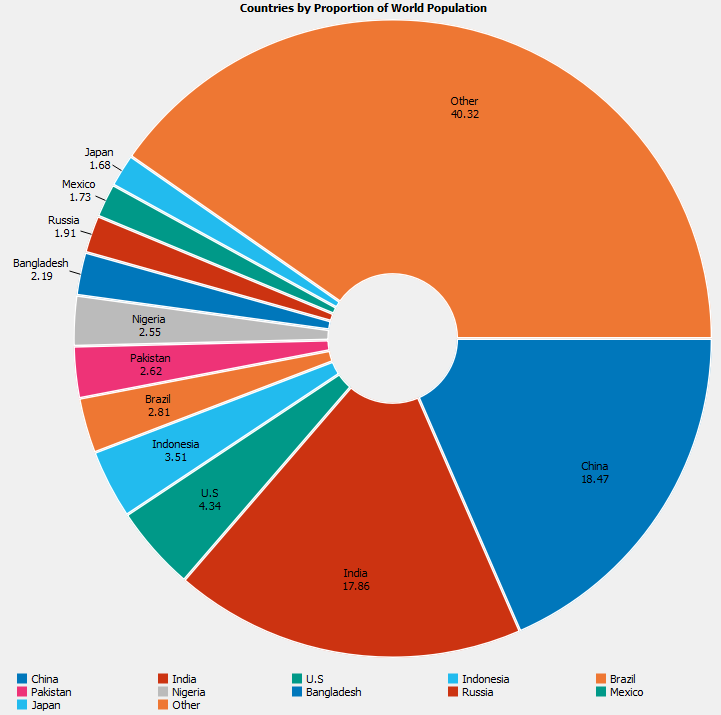 Countries by Proportion of World Population
Other
40.32
Japan
1.68
Mexico
1.73
Russia
1.91
Bangladesh
2.19
Nigeria
2.55
Pakistan
2.62
Brazil
2.81
Indonesia
3.51
U.S
4.34
India
17.86
China
18.47
China India U.S Indonesia Brazil
Pakistan Nigeria Bangladesh Russia Mexico
Japan Other